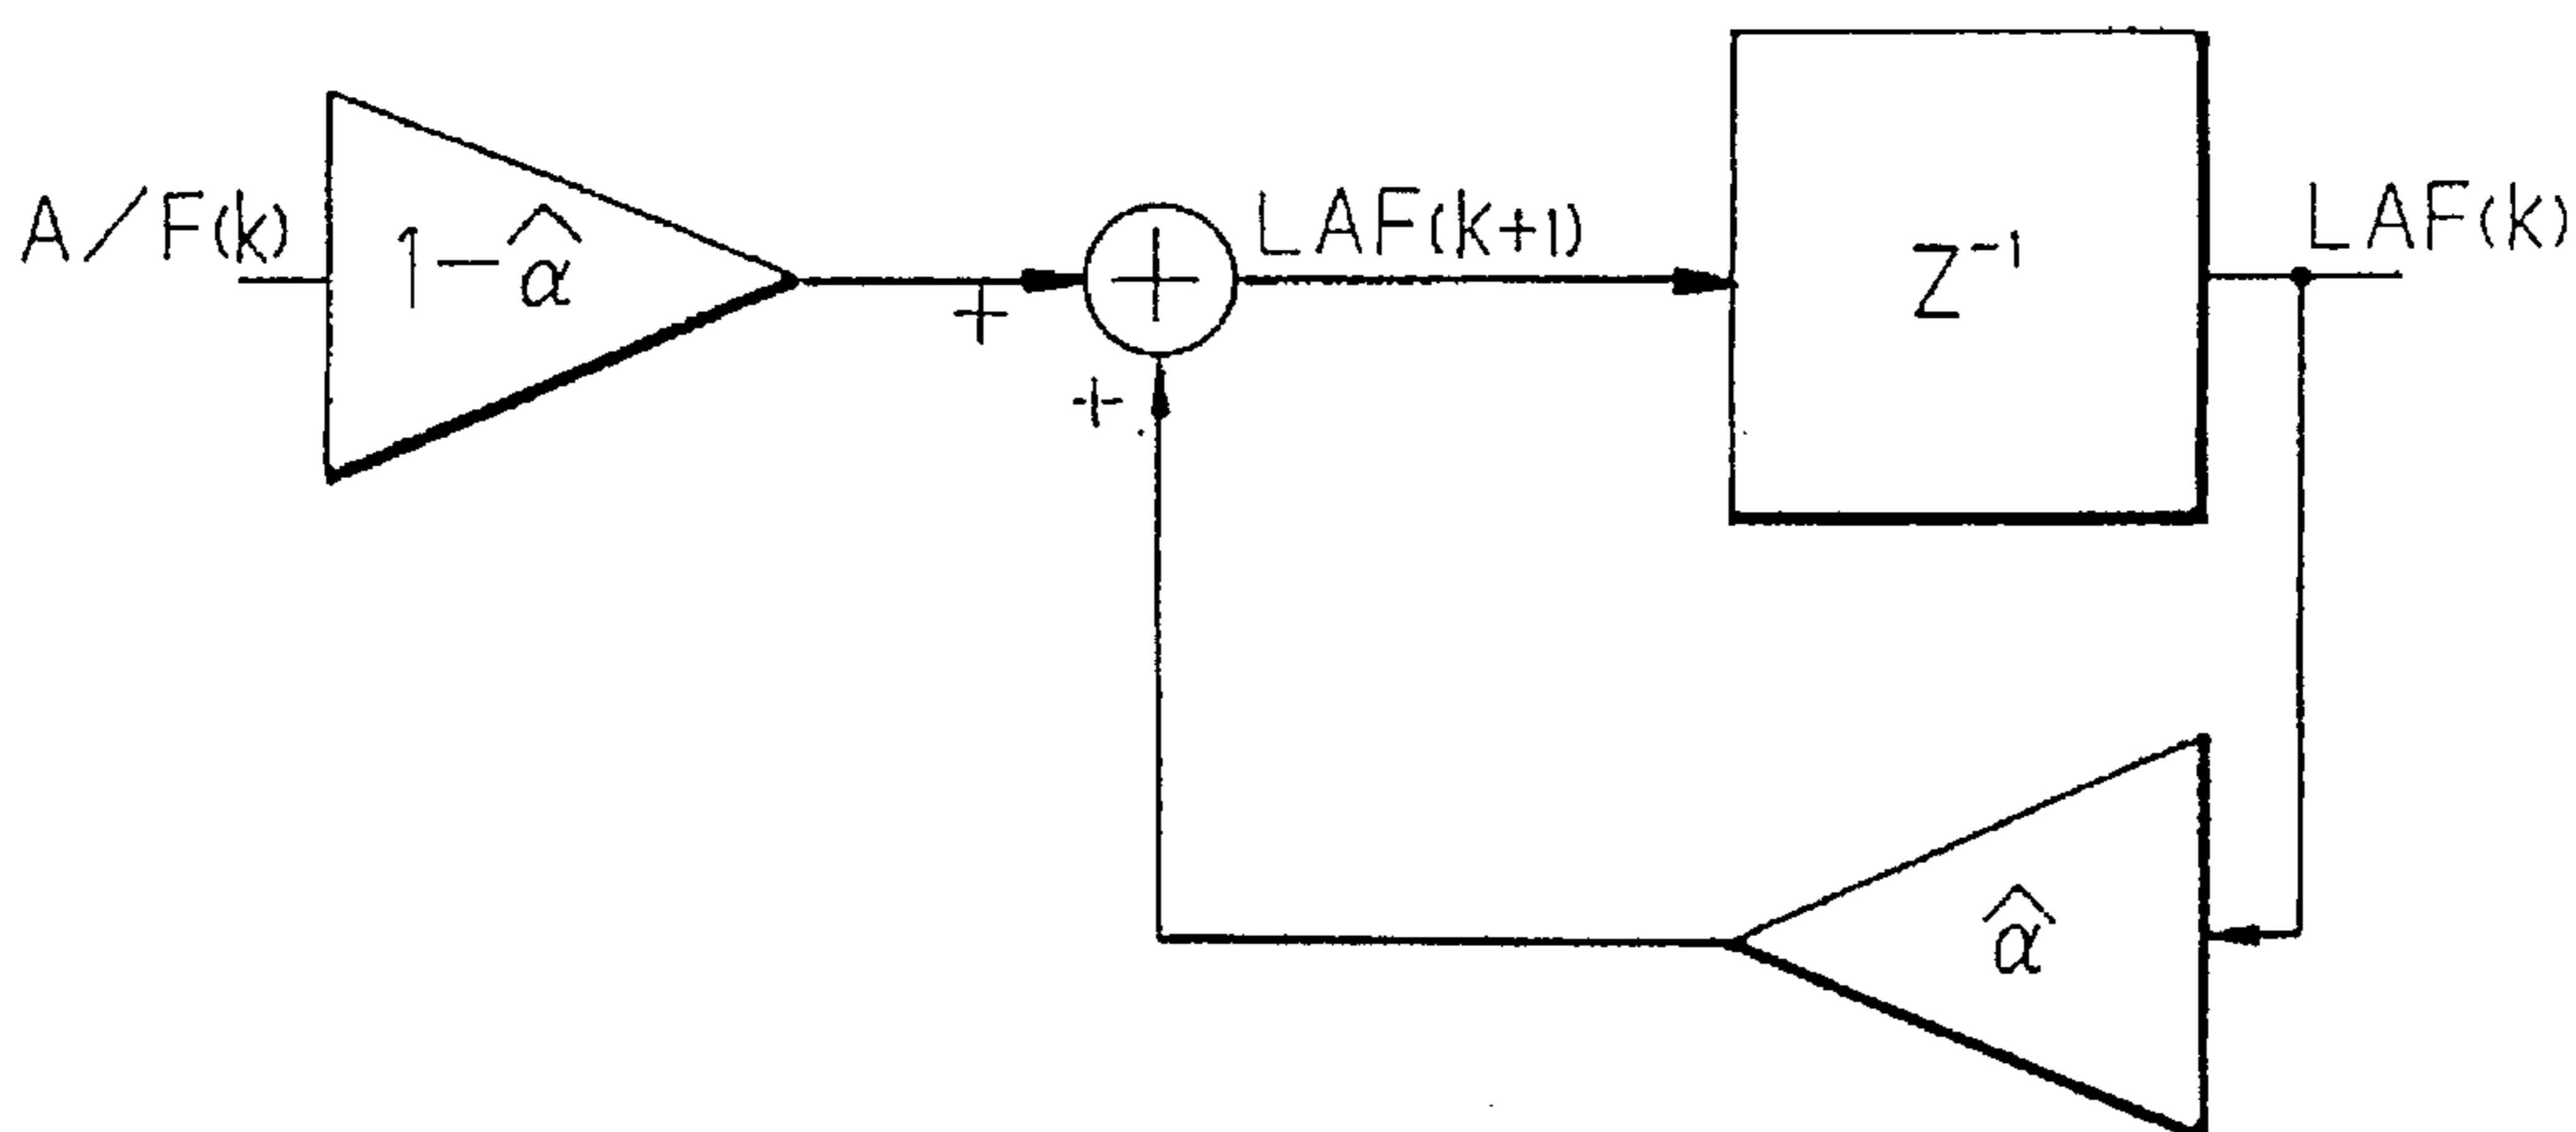 A/F(k)
1-α̂
+
+
LAF(k+1)
+
Z⁻¹
LAF(k)
α̂